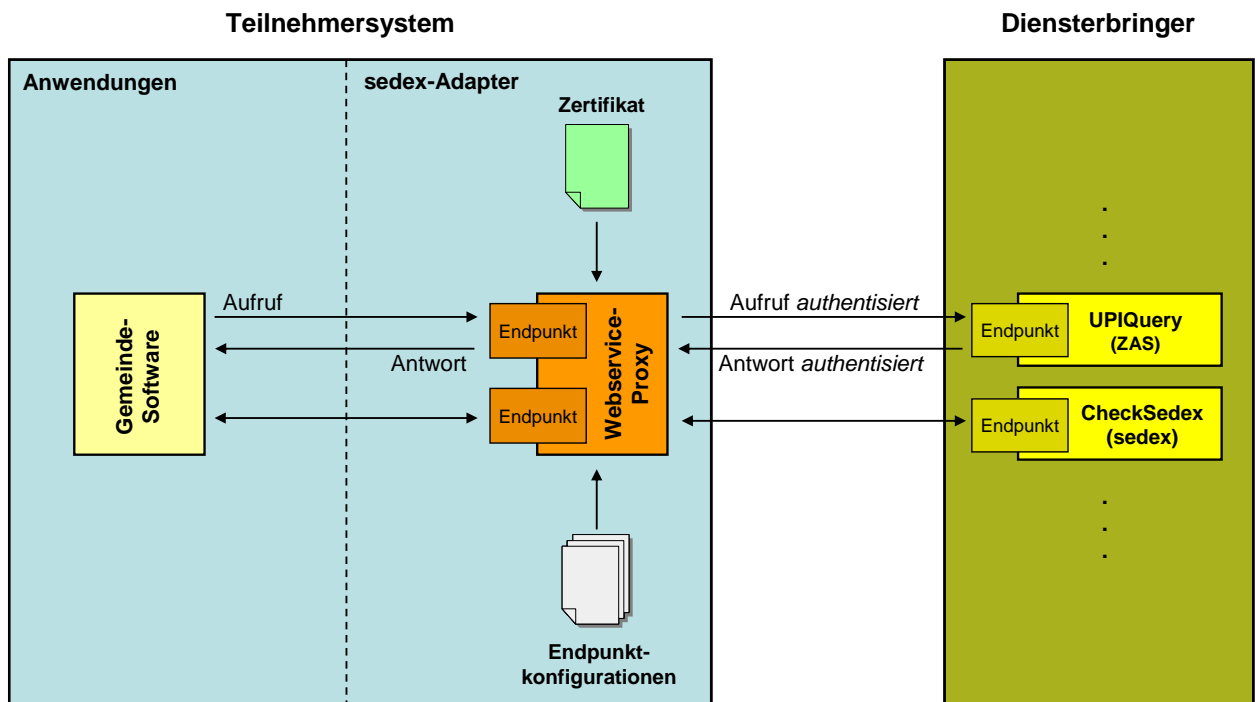 Teilnehmersystem
Diensterbringer
Anwendungen
sedex-Adapter
Zertifikat
Gemeinde-
Software
Aufruf
Antwort
Endpunkt
Endpunkt
Webservice-
Proxy
Aufruf authentisiert
Antwort authentisiert
Endpunkt
UPIQuery
(ZAS)
Endpunkt
CheckSedex
(sedex)
Endpunkt-
konfigurationen